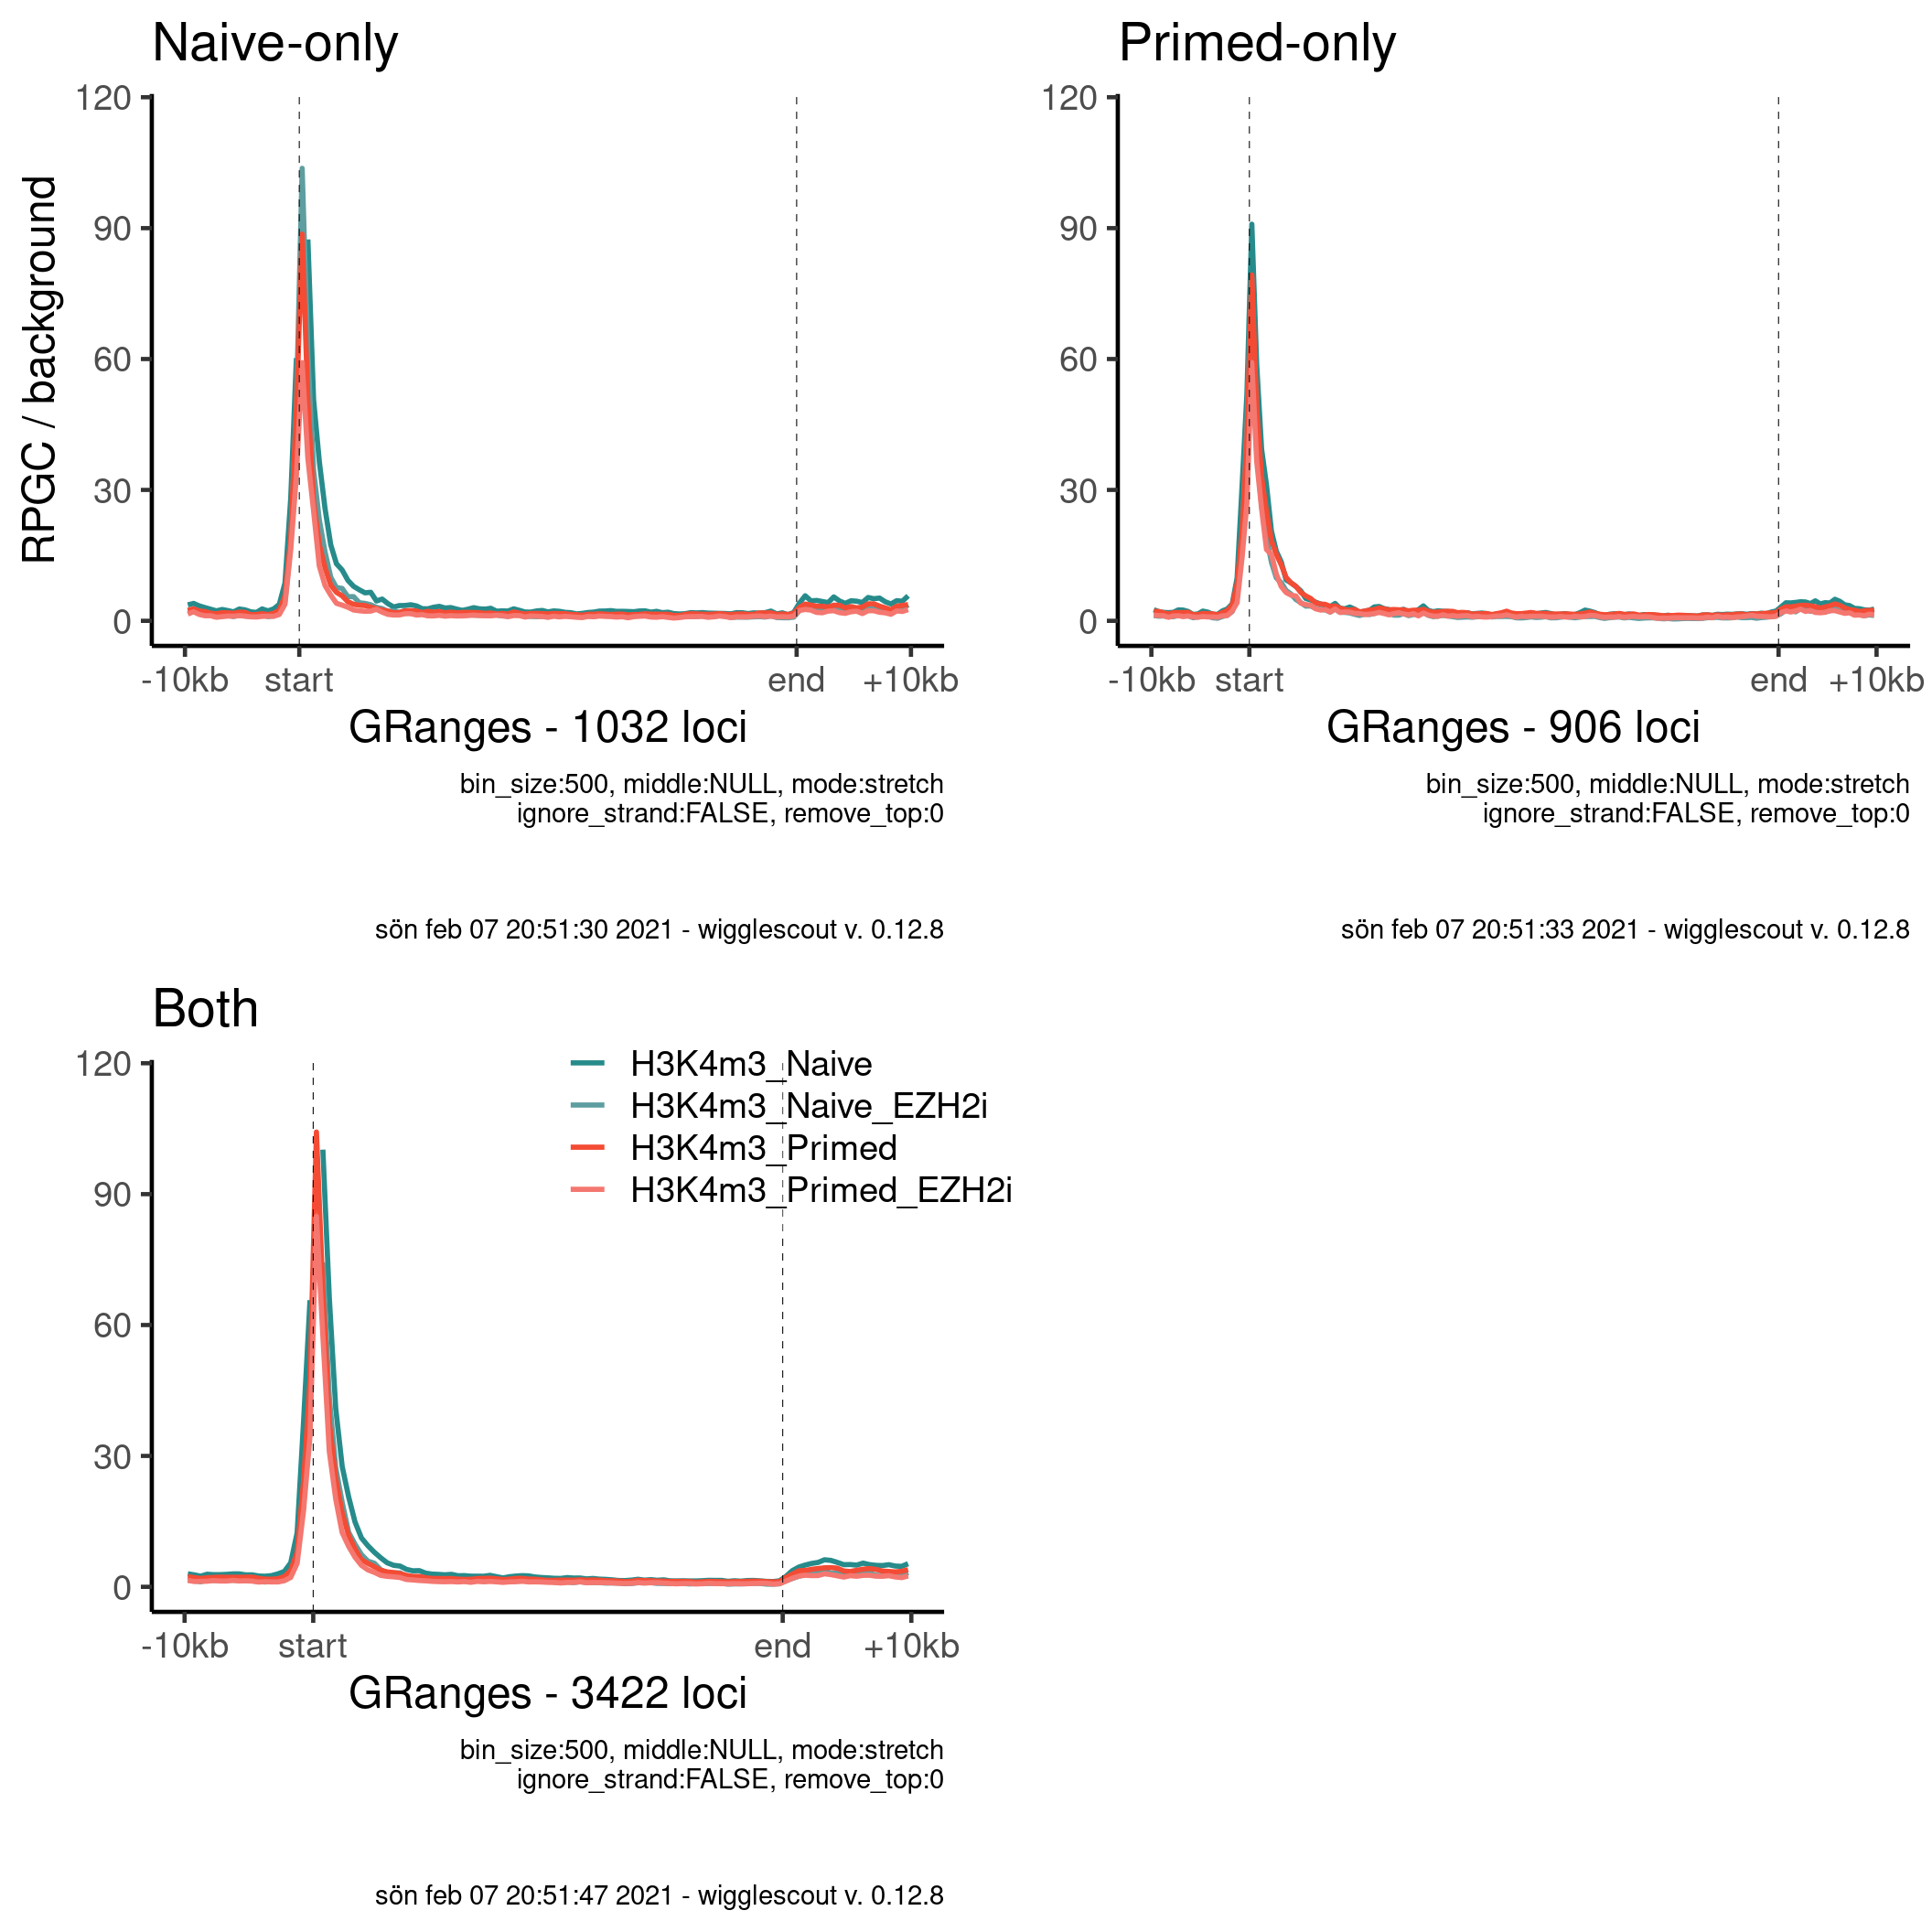 Naive-only
120
90
60
30
0
RPGC / background
-10kb start end +10kb
GRanges - 1032 loci
bin_size:500, middle:NULL, mode:stretch
ignore_strand:FALSE, remove_top:0
sön feb 07 20:51:30 2021 - wigglescout v. 0.12.8
Primed-only
120
90
60
30
0
-10kb start end +10kb
GRanges - 906 loci
bin_size:500, middle:NULL, mode:stretch
ignore_strand:FALSE, remove_top:0
sön feb 07 20:51:33 2021 - wigglescout v. 0.12.8
Both
120
90
60
30
0
H3K4m3_Naive
H3K4m3_Naive_EZH2i
H3K4m3_Primed
H3K4m3_Primed_EZH2i
-10kb start end +10kb
GRanges - 3422 loci
bin_size:500, middle:NULL, mode:stretch
ignore_strand:FALSE, remove_top:0
sön feb 07 20:51:47 2021 - wigglescout v. 0.12.8